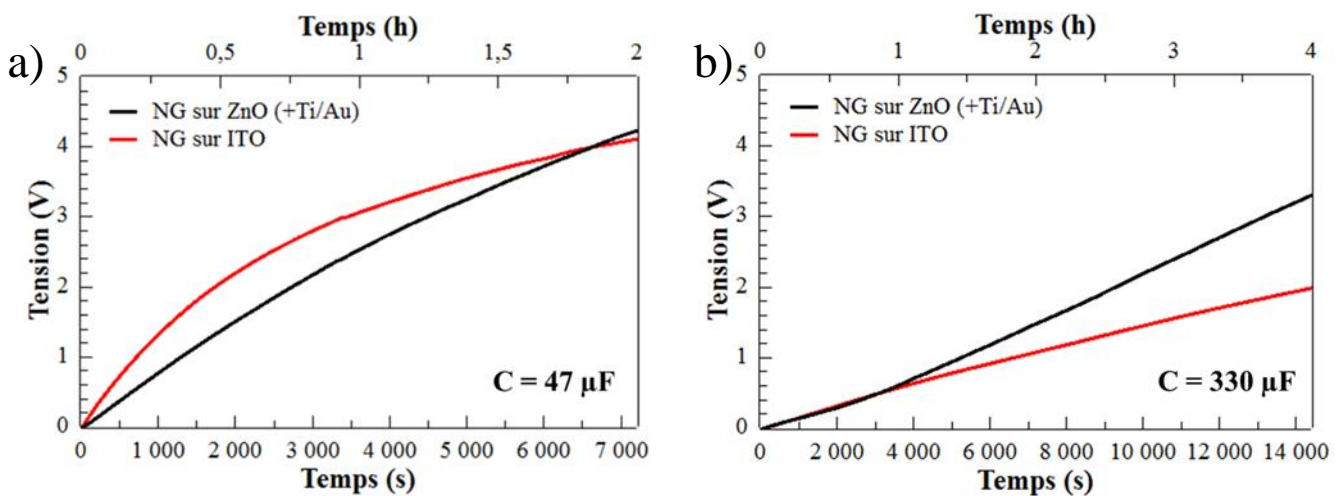 a)
Temps (h)
0 0,5 1 1,5 2
5
4
3
2
1
0
Tension (V)
NG sur ZnO (+Ti/Au)
NG sur ITO
C = 47 µF
0 1 000 2 000 3 000 4 000 5 000 6 000 7 000
Temps (s)
b)
Temps (h)
0 1 2 3 4
5
4
3
2
1
0
Tension (V)
NG sur ZnO (+Ti/Au)
NG sur ITO
C = 330 µF
0 2 000 4 000 6 000 8 000 10 000 12 000 14 000
Temps (s)